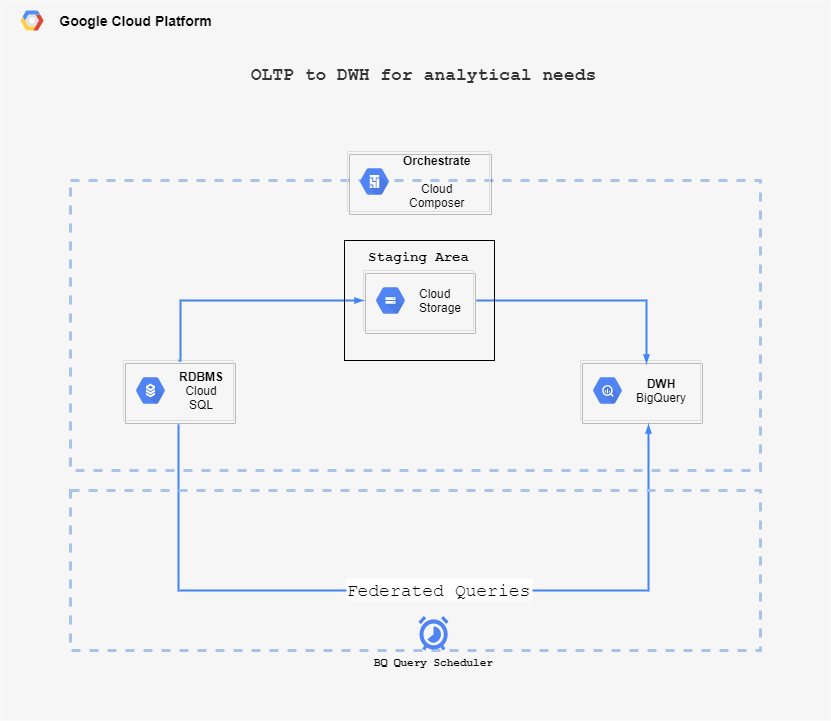 Google Cloud Platform
OLTP to DWH for analytical needs
Orchestrate
Cloud
Composer
Staging Area
Cloud
Storage
RDBMS
Cloud
SQL
DWH
BigQuery
Federated Queries
BQ Query Scheduler